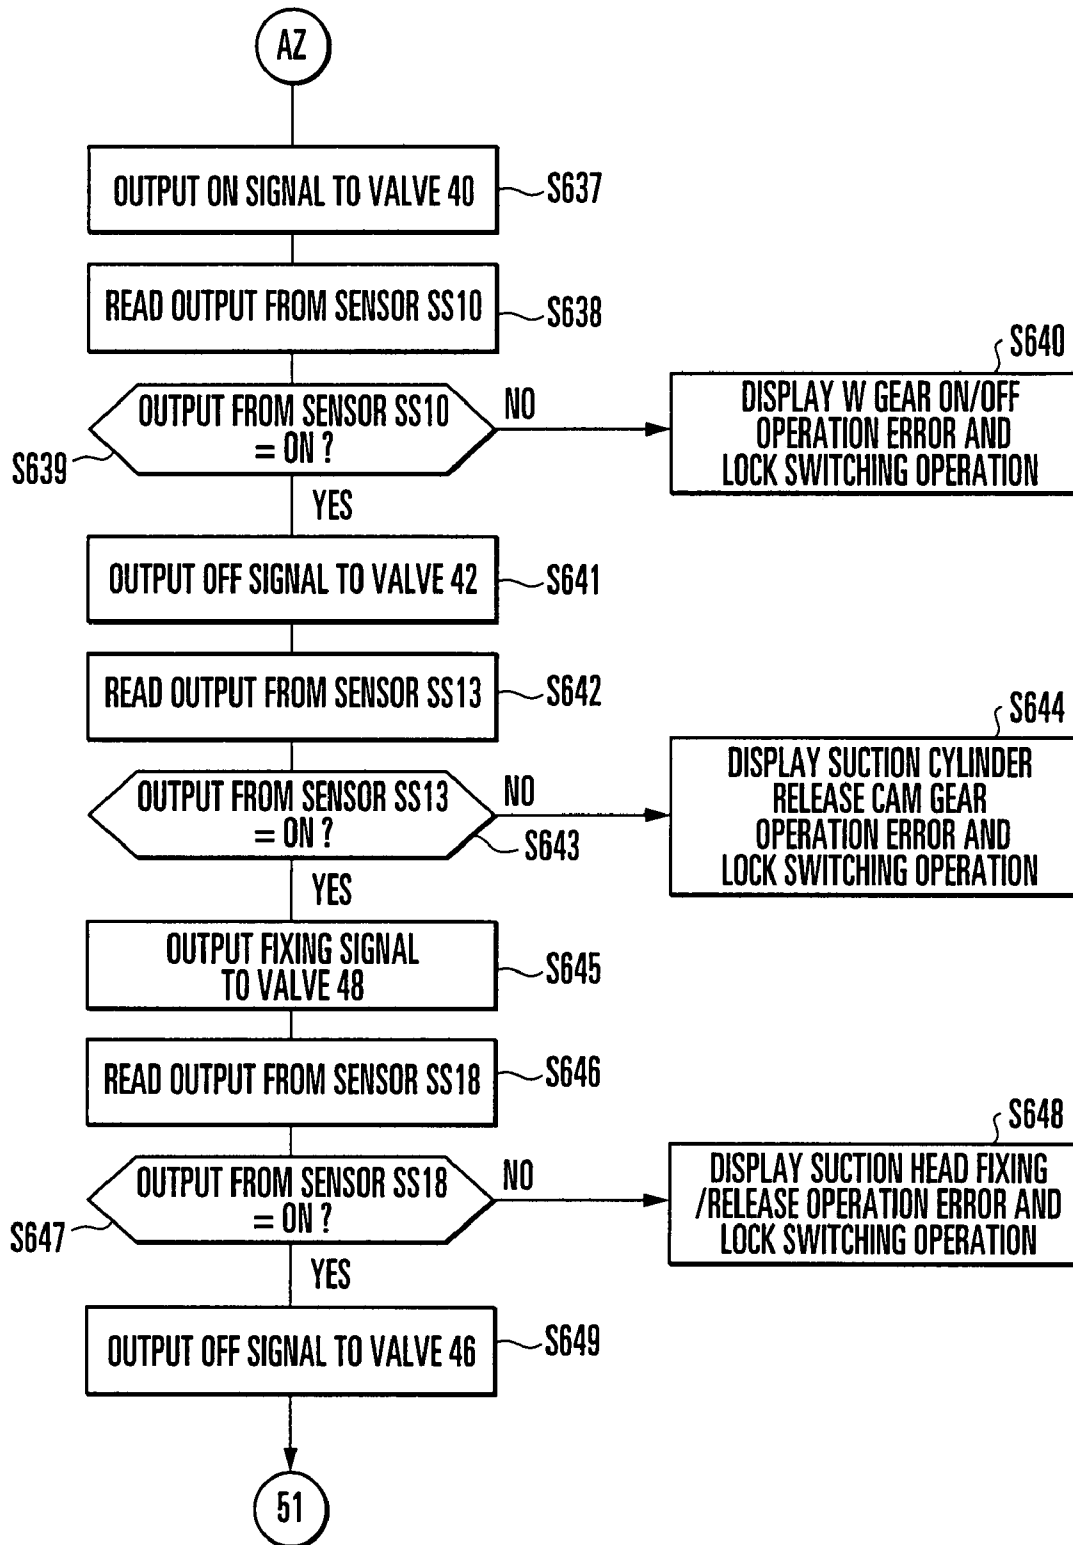 AZ
OUTPUT ON SIGNAL TO VALVE 40
S637
READ OUTPUT FROM SENSOR SS10
S638
OUTPUT FROM SENSOR SS10
= ON ?
S639
NO
S640
DISPLAY W GEAR ON/OFF
OPERATION ERROR AND
LOCK SWITCHING OPERATION
YES
OUTPUT OFF SIGNAL TO VALVE 42
S641
READ OUTPUT FROM SENSOR SS13
S642
OUTPUT FROM SENSOR SS13
= ON ?
S643
NO
S644
DISPLAY SUCTION CYLINDER
RELEASE CAM GEAR
OPERATION ERROR AND
LOCK SWITCHING OPERATION
YES
OUTPUT FIXING SIGNAL
TO VALVE 48
S645
READ OUTPUT FROM SENSOR SS18
S646
OUTPUT FROM SENSOR SS18
= ON ?
S647
NO
S648
DISPLAY SUCTION HEAD FIXING
/RELEASE OPERATION ERROR AND
LOCK SWITCHING OPERATION
YES
OUTPUT OFF SIGNAL TO VALVE 46
S649
51